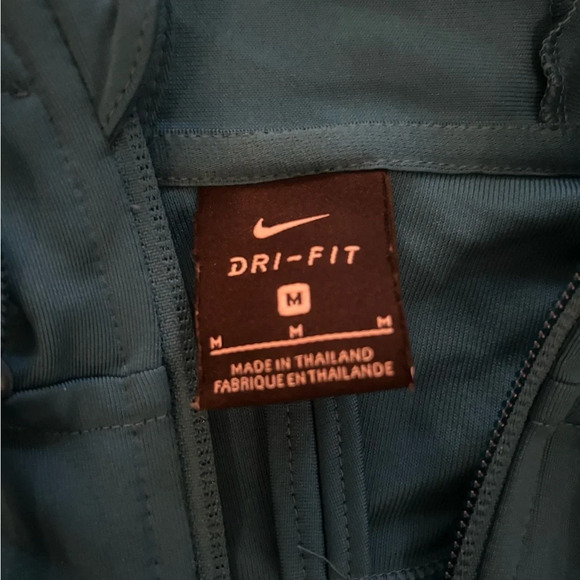 DRI-FIT
M
M M M
MADE IN THAILAND
FABRIQUE EN THAILANDE